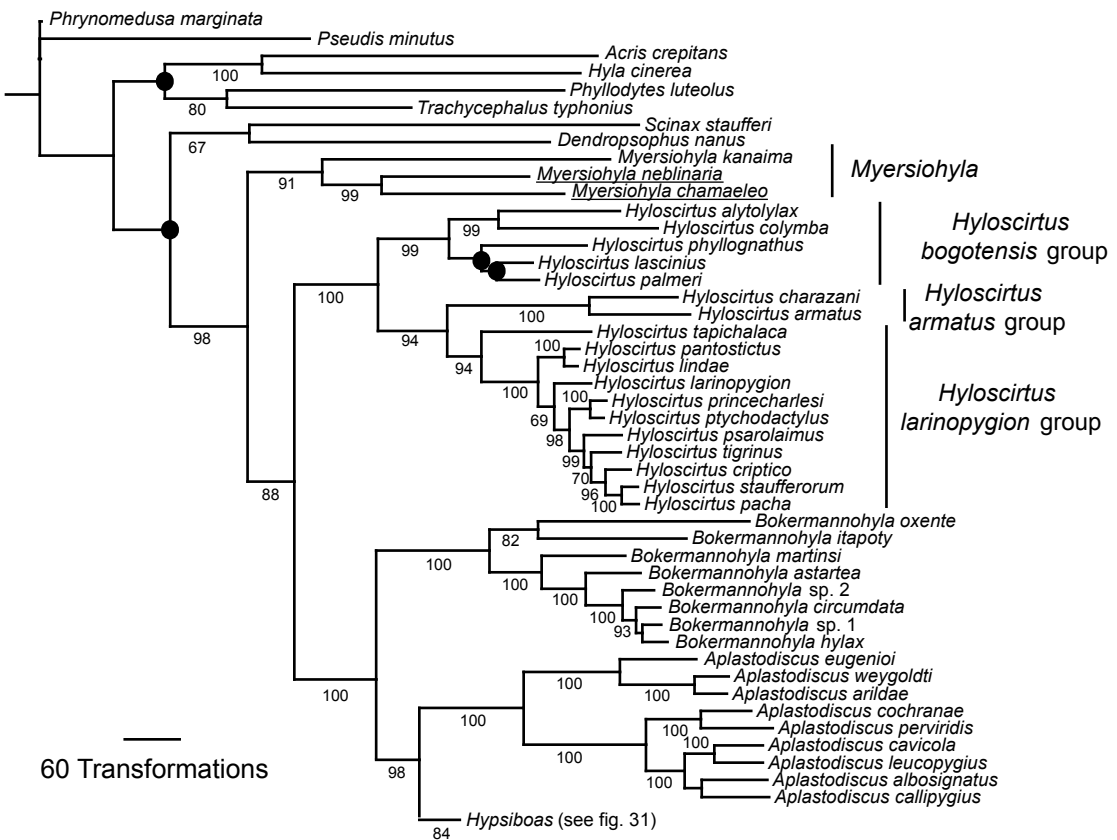 Phrynomedusa marginata
Pseudis minutus
Acris crepitans
100
Hyla cinerea
Phyllodytes luteolus
80
Trachycephalus typhonius
Scinax staufferi
67
Dendropsophus nanus
Myersiohyla kanaima
91
Myersiohyla neblinaria
99
Myersiohyla chamaeleo
Myersiohyla
Hyloscirtus alytolylax
99
Hyloscirtus colymba
99
Hyloscirtus phyllognathus
Hyloscirtus lascinius
Hyloscirtus palmeri
Hyloscirtus
bogotensis group
100
Hyloscirtus charazani
100
Hyloscirtus armatus
Hyloscirtus
armatus group
98
94
Hyloscirtus tapichalaca
94
100
Hyloscirtus pantostictus
Hyloscirtus lindae
100
Hyloscirtus larinopygion
100
Hyloscirtus princecharlesi
69
Hyloscirtus ptychodactylus
98
Hyloscirtus psarolaimus
99
Hyloscirtus tigrinus
70
Hyloscirtus criptico
96
Hyloscirtus staufferorum
100
Hyloscirtus pacha
Hyloscirtus
larinopygion group
88
Bokermannohyla oxente
82
Bokermannohyla itapoty
100
Bokermannohyla martinsi
100
Bokermannohyla astartea
100
Bokermannohyla sp. 2
100
Bokermannohyla circumdata
93
Bokermannohyla sp. 1
Bokermannohyla hylax
100
Aplastodiscus eugenioi
100
Aplastodiscus weygoldti
100
Aplastodiscus arildae
100
Aplastodiscus cochranae
100
Aplastodiscus perviridis
100
100
Aplastodiscus cavicola
Aplastodiscus leucopygius
100
Aplastodiscus albosignatus
Aplastodiscus callipygius
98
Hypsiboas (see fig. 31)
84
60 Transformations